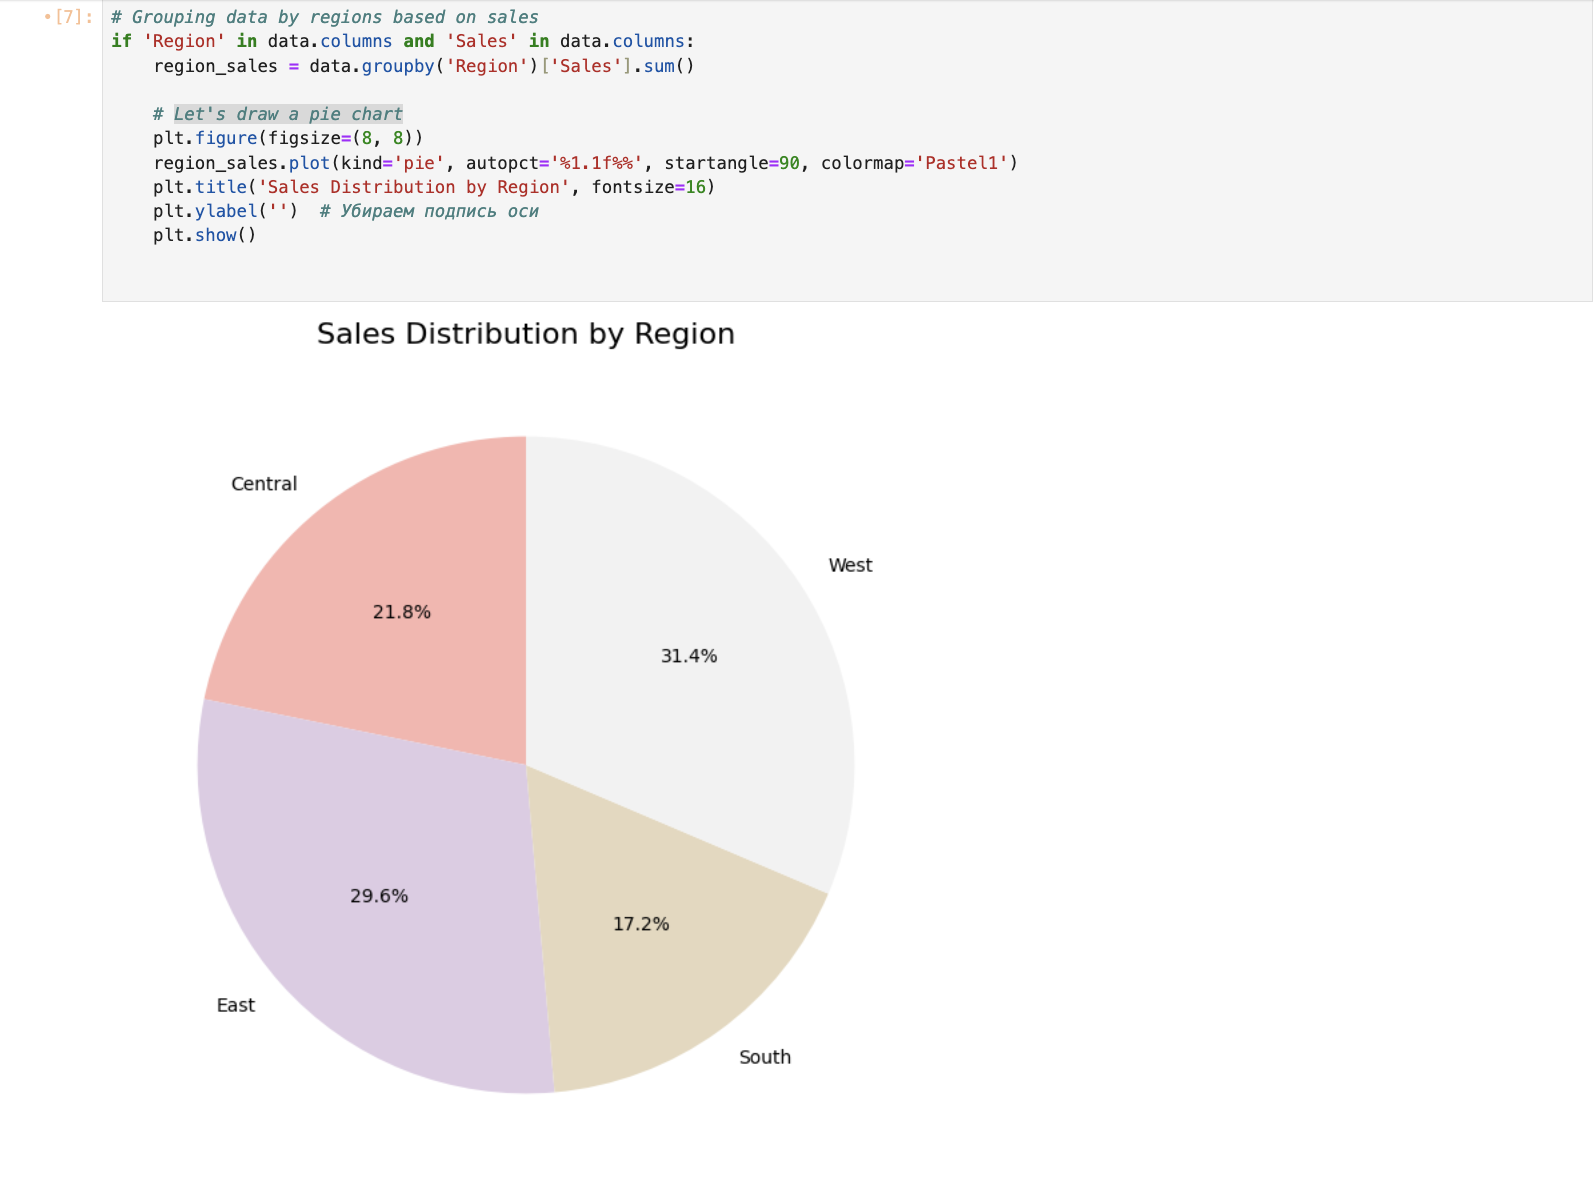 •[7]: # Grouping data by regions based on sales
if 'Region' in data.columns and 'Sales' in data.columns:
    region_sales = data.groupby('Region')['Sales'].sum()
    # Let's draw a pie chart
    plt.figure(figsize=(8, 8))
    region_sales.plot(kind='pie', autopct='%1.1f%%', startangle=90, colormap='Pastel1')
    plt.title('Sales Distribution by Region', fontsize=16)
    plt.ylabel('')  # Убираем подпись оси
    plt.show()
Sales Distribution by Region
Central
West
21.8%
31.4%
29.6%
17.2%
East
South